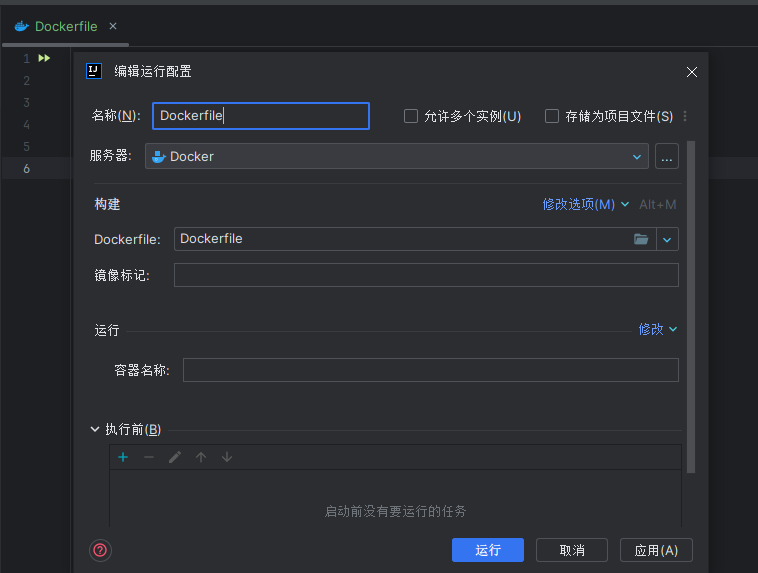 Dockerfile
1
2
3
4
5
6
IJ 编辑运行配置
名称(N): Dockerfile 允许多个实例(U) 存储为项目文件(S)
服务器: Docker ...
构建 修改选项(M) Alt+M
Dockerfile: Dockerfile
镜像标记:
运行 修改
容器名称:
执行前(B)
启动前没有要运行的任务
? 运行 取消 应用(A)